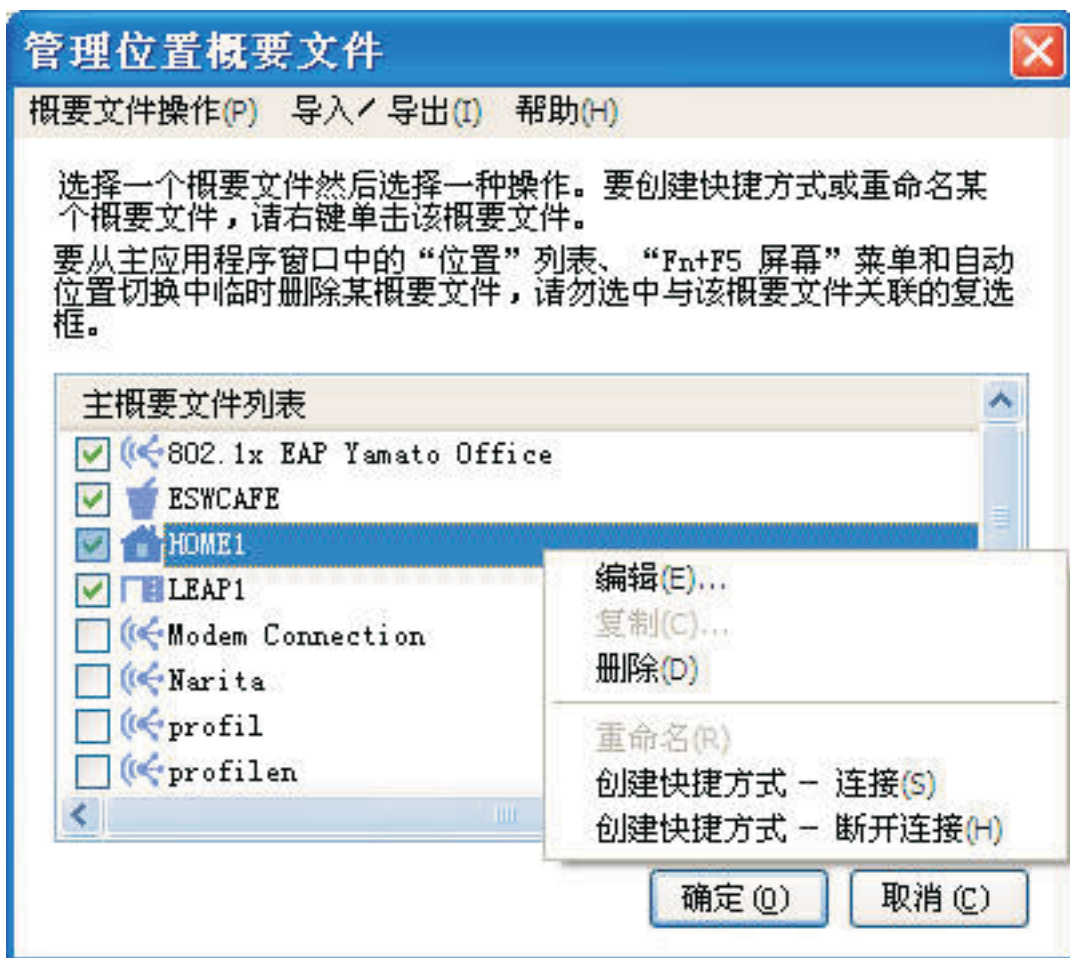 管理位置概要文件
概要文件操作(P) 导入/导出(I) 帮助(H)
选择一个概要文件然后选择一种操作。要创建快捷方式或重命名某
个概要文件,请右键单击该概要文件。
要从主应用程序窗口中的“位置”列表、“Fn+F5 屏幕”菜单和自动
位置切换中临时删除某概要文件,请勿选中与该概要文件关联的复选
框。
主概要文件列表
802.1x EAP Yamato Office
ESWCAFE
HOME1
LEAP1
Modem Connection
Narita
profil
profilen
编辑(E)...
复制(C)...
删除(D)
重命名(R)
创建快捷方式 - 连接(S)
创建快捷方式 - 断开连接(H)
确定(O) 取消(C)